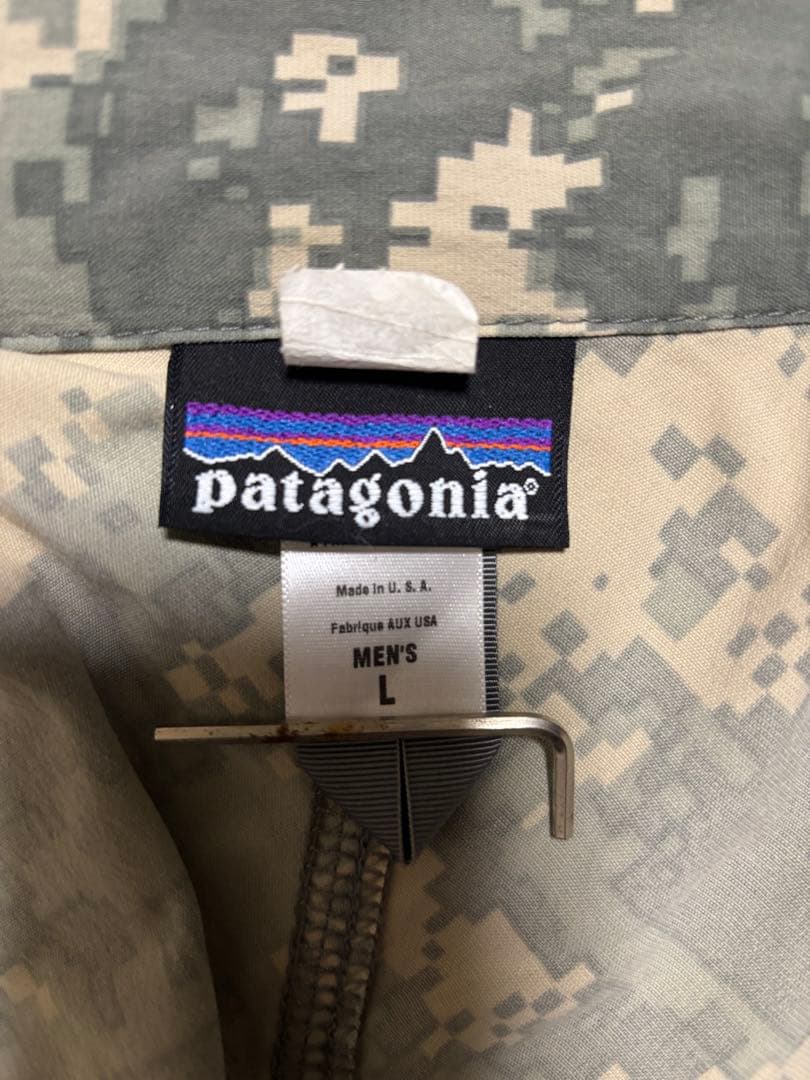 patagonia®
Made in U. S. A.
Fabrique AUX USA
MEN'S
L